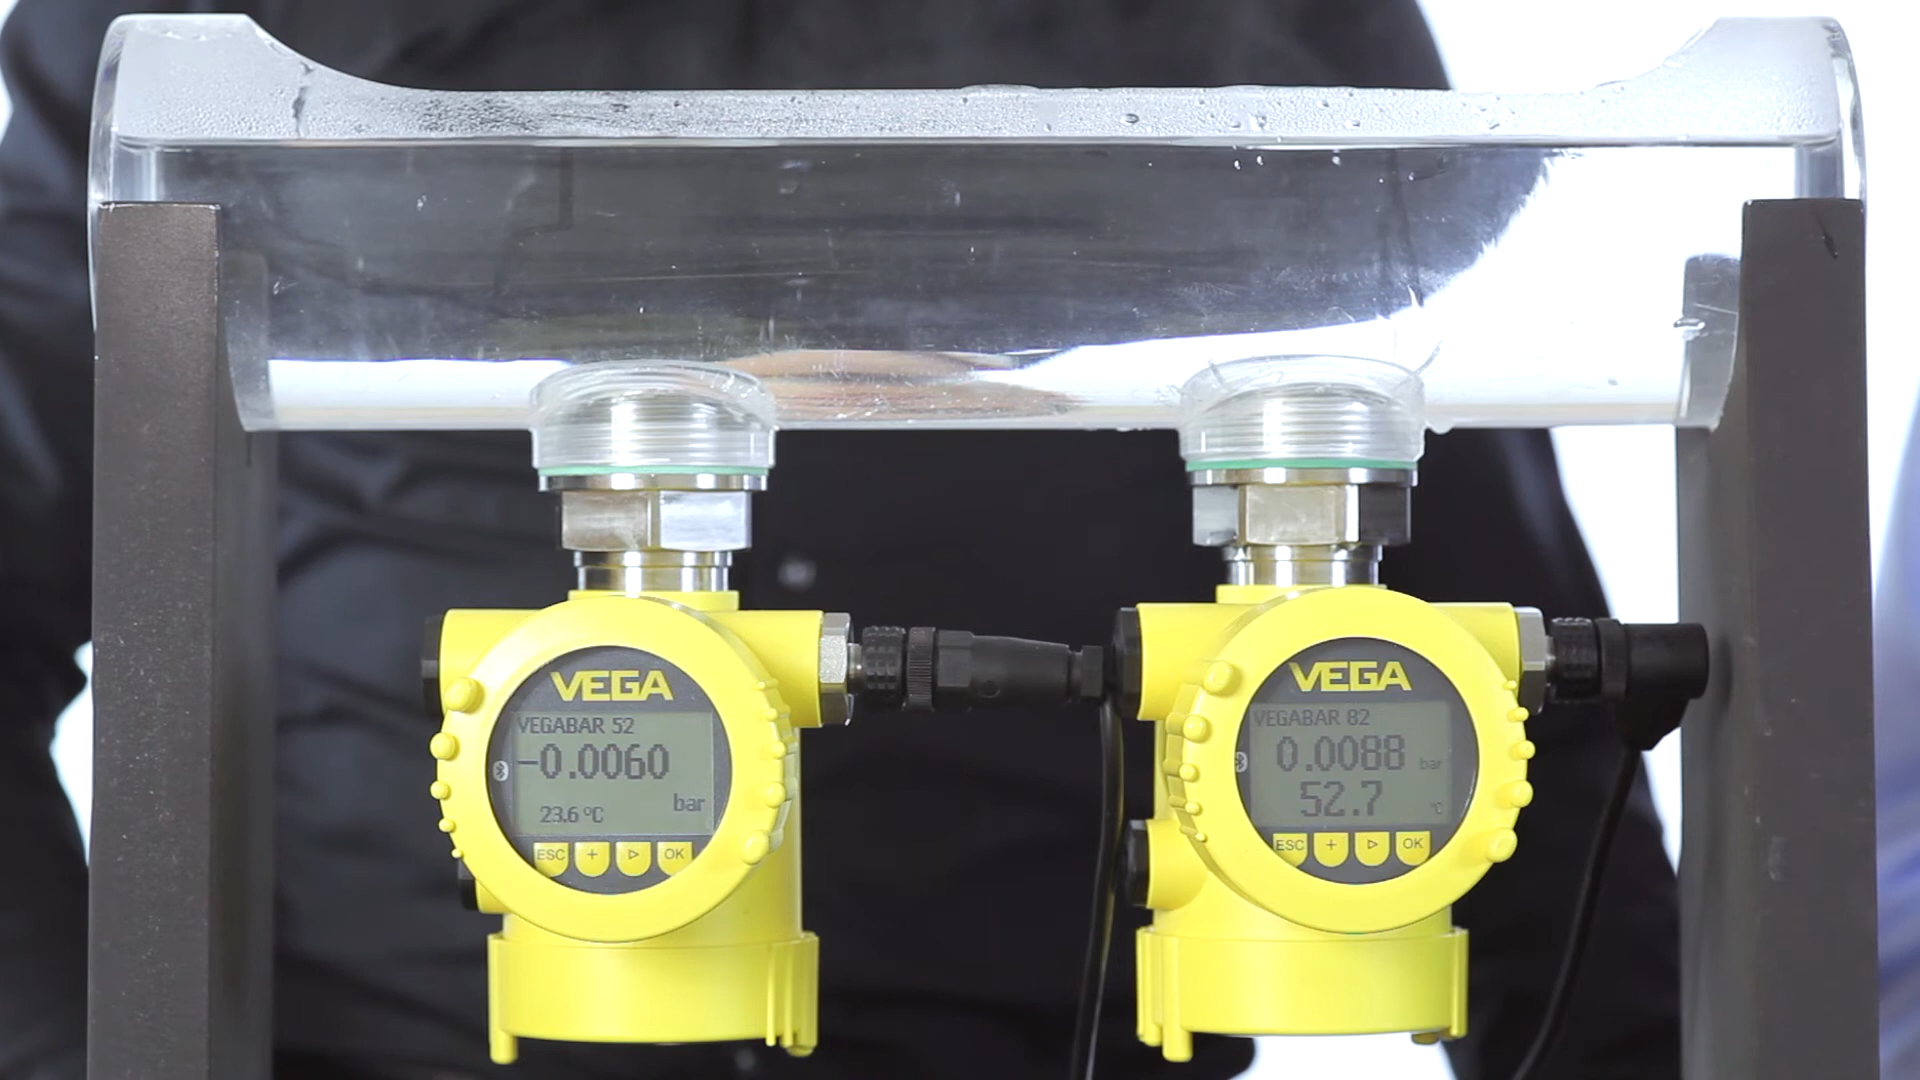 VEGA
VEGABAR 52
-0.0060
bar
23.6 °C
ESC + ▷ OK
VEGA
VEGABAR 82
0.0088 bar
52.7 °C
ESC + ▷ OK